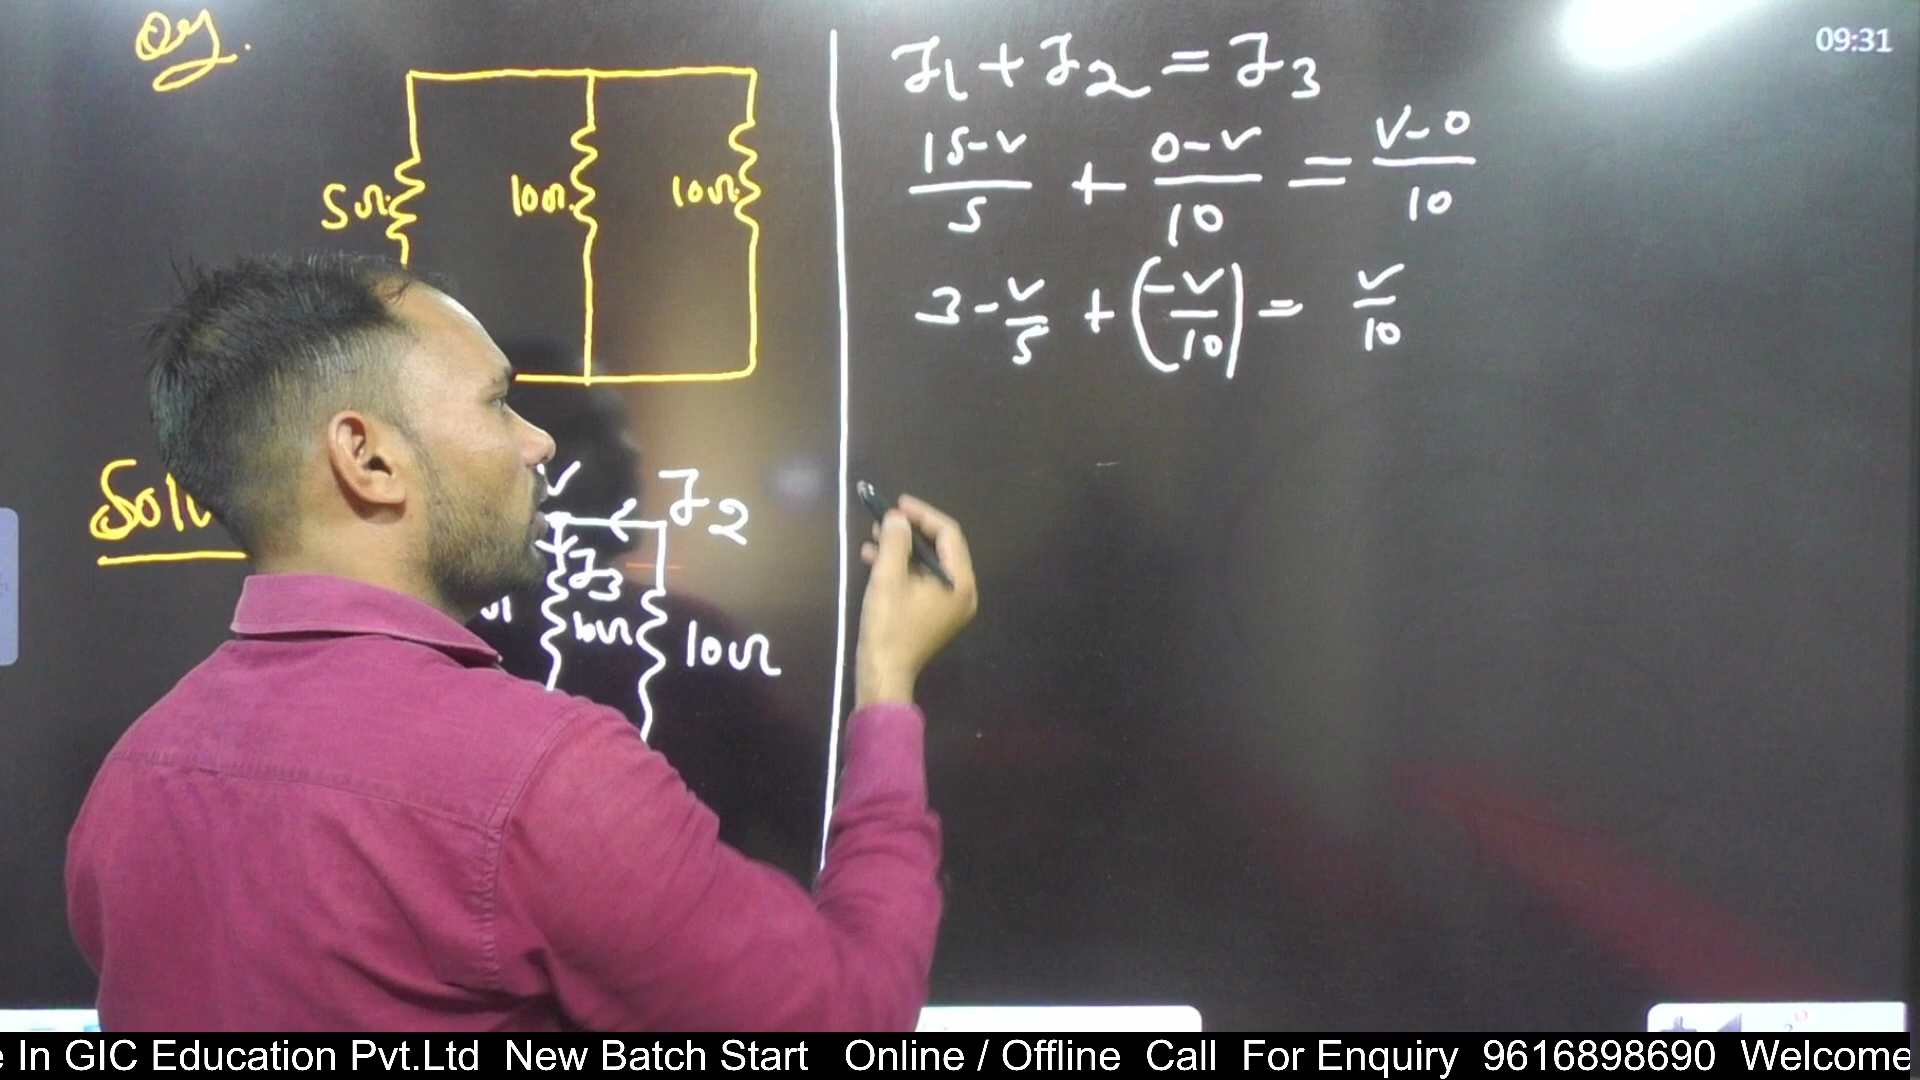 Qy.
5Ω
10Ω
10Ω
I1 + I2 = I3
15-V/5 + 0-V/10 = V-0/10
3 - V/5 + (-V/10) = V/10
V
I2
I3
10Ω
10Ω
09:31
e In GIC Education Pvt.Ltd New Batch Start Online / Offline Call For Enquiry 9616898690 Welcome